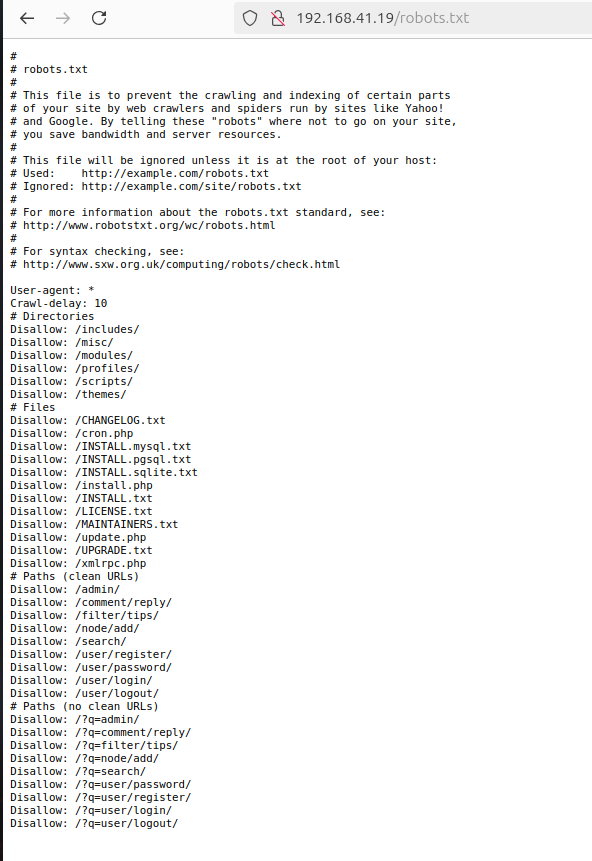 192.168.41.19/robots.txt
#
# robots.txt
#
# This file is to prevent the crawling and indexing of certain parts
# of your site by web crawlers and spiders run by sites like Yahoo!
# and Google. By telling these "robots" where not to go on your site,
# you save bandwidth and server resources.
#
# This file will be ignored unless it is at the root of your host:
# Used:    http://example.com/robots.txt
# Ignored: http://example.com/site/robots.txt
#
# For more information about the robots.txt standard, see:
# http://www.robotstxt.org/wc/robots.html
#
# For syntax checking, see:
# http://www.sxw.org.uk/computing/robots/check.html

User-agent: *
Crawl-delay: 10
# Directories
Disallow: /includes/
Disallow: /misc/
Disallow: /modules/
Disallow: /profiles/
Disallow: /scripts/
Disallow: /themes/
# Files
Disallow: /CHANGELOG.txt
Disallow: /cron.php
Disallow: /INSTALL.mysql.txt
Disallow: /INSTALL.pgsql.txt
Disallow: /INSTALL.sqlite.txt
Disallow: /install.php
Disallow: /INSTALL.txt
Disallow: /LICENSE.txt
Disallow: /MAINTAINERS.txt
Disallow: /update.php
Disallow: /UPGRADE.txt
Disallow: /xmlrpc.php
# Paths (clean URLs)
Disallow: /admin/
Disallow: /comment/reply/
Disallow: /filter/tips/
Disallow: /node/add/
Disallow: /search/
Disallow: /user/register/
Disallow: /user/password/
Disallow: /user/login/
Disallow: /user/logout/
# Paths (no clean URLs)
Disallow: /?q=admin/
Disallow: /?q=comment/reply/
Disallow: /?q=filter/tips/
Disallow: /?q=node/add/
Disallow: /?q=search/
Disallow: /?q=user/password/
Disallow: /?q=user/register/
Disallow: /?q=user/login/
Disallow: /?q=user/logout/